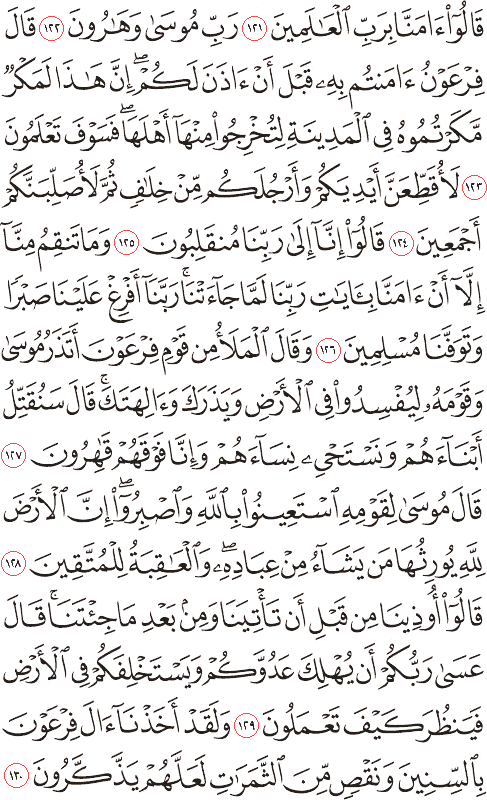 قَالُوٓا۟ ءَامَنَّا بِرَبِّ ٱلْعَـٰلَمِينَ ١٢١ رَبِّ مُوسَىٰ وَهَـٰرُونَ ١٢٢ قَالَ
فِرْعَوْنُ ءَامَنتُم بِهِۦ قَبْلَ أَنْ ءَاذَنَ لَكُمْ ۖ إِنَّ هَـٰذَا لَمَكْرٌ
مَّكَرْتُمُوهُ فِى ٱلْمَدِينَةِ لِتُخْرِجُوا۟ مِنْهَآ أَهْلَهَا ۖ فَسَوْفَ تَعْلَمُونَ
١٢٣ لَأُقَطِّعَنَّ أَيْدِيَكُمْ وَأَرْجُلَكُم مِّنْ خِلَـٰفٍ ثُمَّ لَأُصَلِّبَنَّكُمْ
أَجْمَعِينَ ١٢٤ قَالُوٓا۟ إِنَّآ إِلَىٰ رَبِّنَا مُنقَلِبُونَ ١٢٥ وَمَا تَنقِمُ مِنَّآ
إِلَّآ أَنْ ءَامَنَّا بِـَٔايَـٰتِ رَبِّنَا لَمَّا جَآءَتْنَا ۚ رَبَّنَآ أَفْرِغْ عَلَيْنَا صَبْرًا
وَتَوَفَّنَا مُسْلِمِينَ ١٢٦ وَقَالَ ٱلْمَلَأُ مِن قَوْمِ فِرْعَوْنَ أَتَذَرُ مُوسَىٰ
وَقَوْمَهُۥ لِيُفْسِدُوا۟ فِى ٱلْأَرْضِ وَيَذَرَكَ وَءَالِهَتَكَ ۚ قَالَ سَنُقَتِّلُ
أَبْنَآءَهُمْ وَنَسْتَحْىِۦ نِسَآءَهُمْ وَإِنَّا فَوْقَهُمْ قَـٰهِرُونَ ١٢٧
قَالَ مُوسَىٰ لِقَوْمِهِ ٱسْتَعِينُوا۟ بِٱللَّهِ وَٱصْبِرُوٓا۟ ۖ إِنَّ ٱلْأَرْضَ
لِلَّهِ يُورِثُهَا مَن يَشَآءُ مِنْ عِبَادِهِۦ ۖ وَٱلْعَـٰقِبَةُ لِلْمُتَّقِينَ ١٢٨
قَالُوٓا۟ أُوذِينَا مِن قَبْلِ أَن تَأْتِيَنَا وَمِنۢ بَعْدِ مَا جِئْتَنَا ۚ قَالَ
عَسَىٰ رَبُّكُمْ أَن يُهْلِكَ عَدُوَّكُمْ وَيَسْتَخْلِفَكُمْ فِى ٱلْأَرْضِ
فَيَنظُرَ كَيْفَ تَعْمَلُونَ ١٢٩ وَلَقَدْ أَخَذْنَآ ءَالَ فِرْعَوْنَ
بِٱلسِّنِينَ وَنَقْصٍ مِّنَ ٱلثَّمَرَٰتِ لَعَلَّهُمْ يَذَّكَّرُونَ ١٣٠